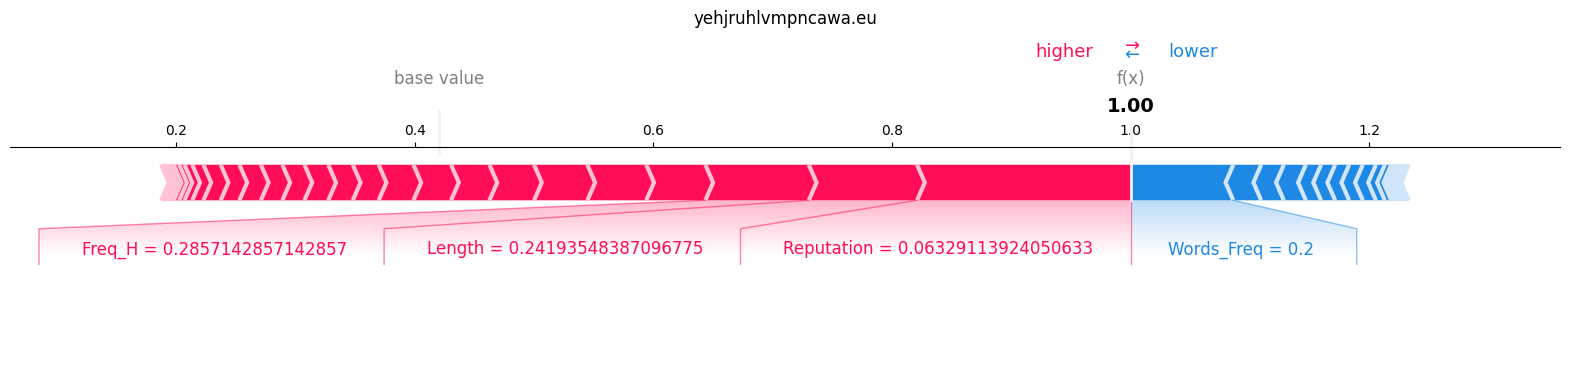 yehjruhlvmpncawa.eu
higher ⇄ lower
base value f(x)
1.00
0.2 0.4 0.6 0.8 1.0 1.2
Freq_H = 0.2857142857142857 Length = 0.24193548387096775 Reputation = 0.06329113924050633 Words_Freq = 0.2